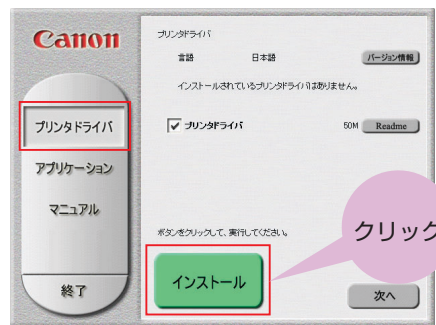 Canon
プリンタドライバ
言語 日本語 バージョン情報
インストールされているプリンタドライバはありません。
プリンタドライバ
プリンタドライバ 50M Readme
アプリケーション
マニュアル
ボタンをクリックして、実行してください。
クリック
インストール
終了
次へ